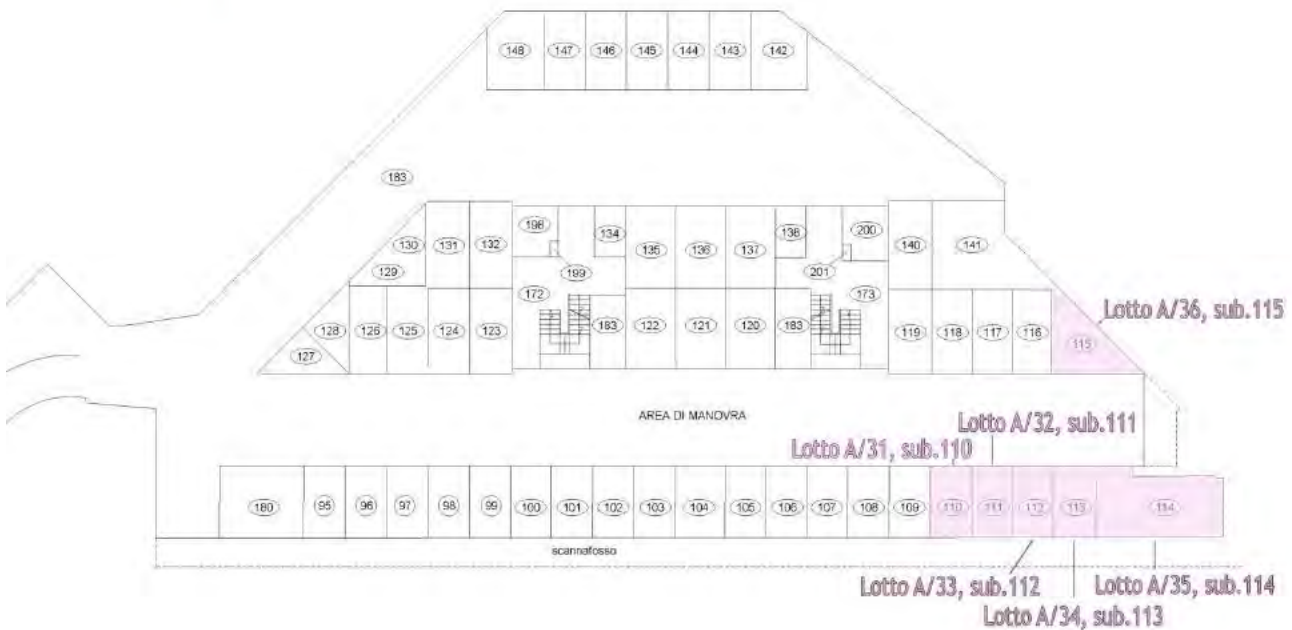 148 147 146 145 144 143 142
183
198 134 138 200
130 131 132 135 136 137 140 141
129 199 201
172 173
Lotto A/36, sub.115
128 126 125 124 123 183 122 121 120 183 119 118 117 116
127 115
AREA DI MANOVRA
Lotto A/32, sub.111
Lotto A/31, sub.110
180 95 96 97 98 99 100 101 102 103 104 105 106 107 108 109 110 111 112 113 114
scannafosso
Lotto A/33, sub.112 Lotto A/35, sub.114
Lotto A/34, sub.113